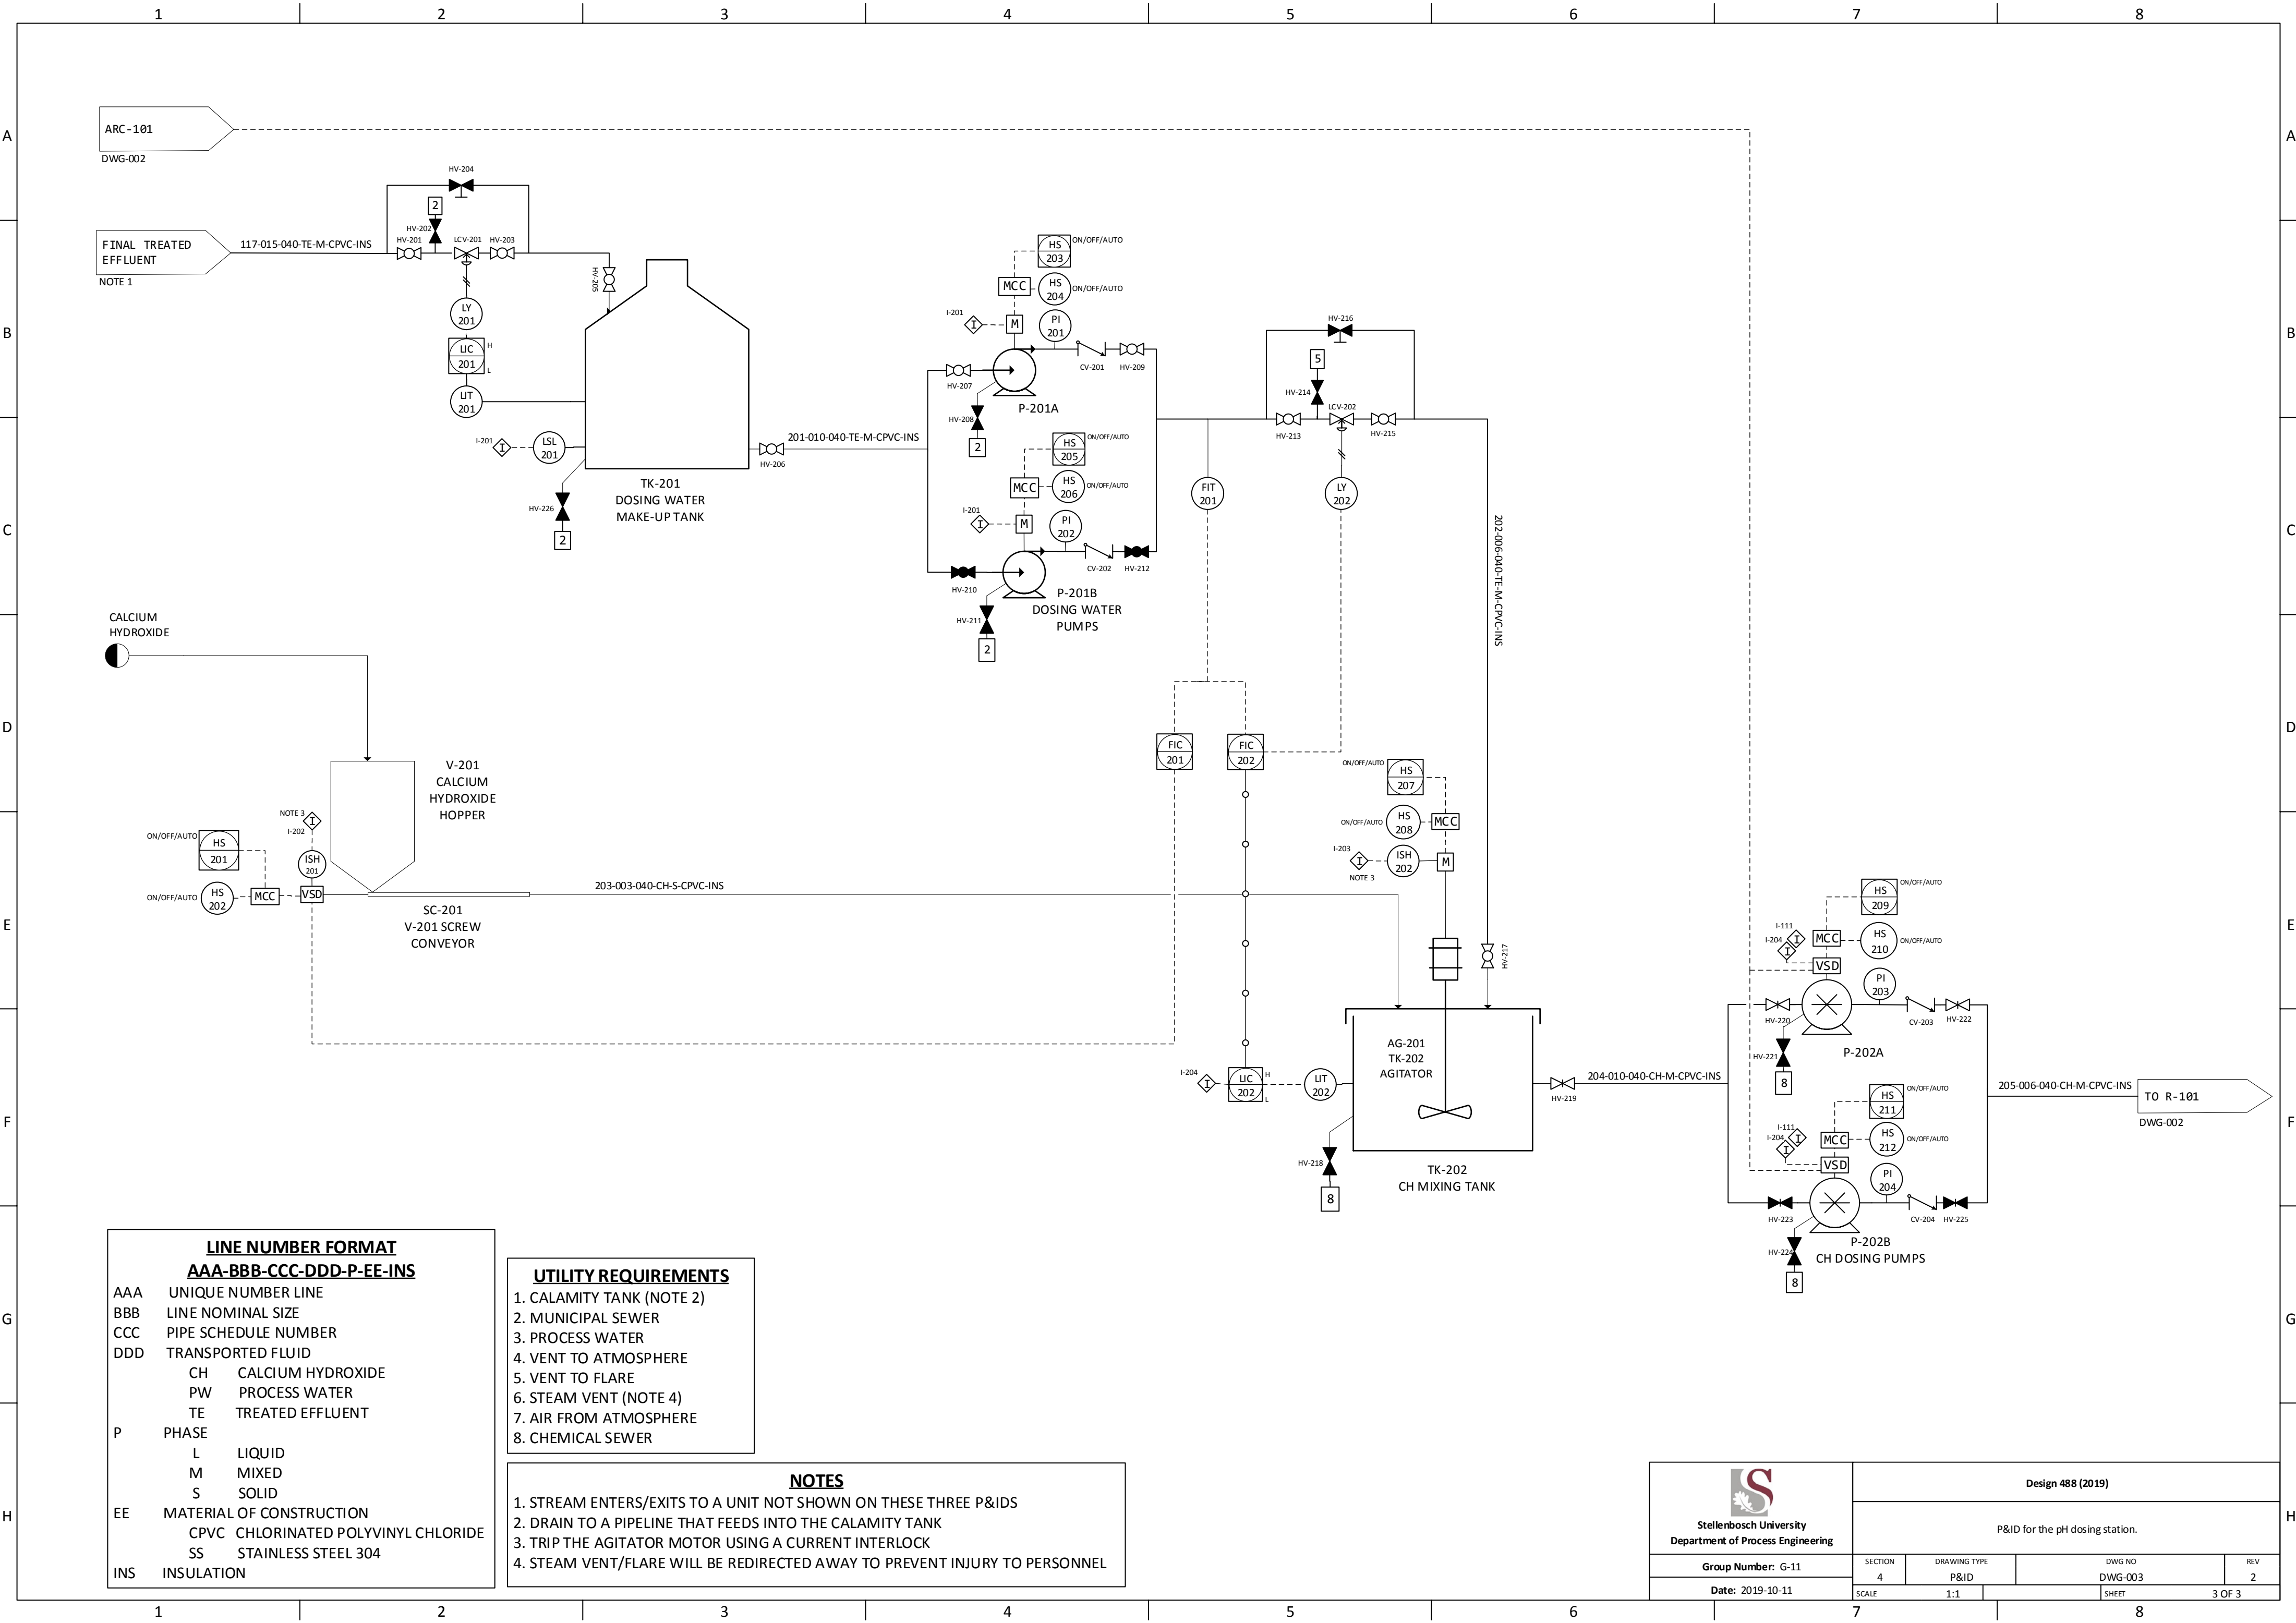 1 2 3 4 5 6 7 8
A A
ARC-101
DWG-002
HV-204
2
HV-202
HV-201 LCV-201 HV-203
FINAL TREATED
EFFLUENT
NOTE 1
117-015-040-TE-M-CPVC-INS
HV-205
B B
LY
201
LIC
201
H
L
LIT
201
I-201
I
LSL
201
HV-226
2
TK-201
DOSING WATER
MAKE-UP TANK
HV-206
201-010-040-TE-M-CPVC-INS
HS
203
ON/OFF/AUTO
MCC
HS
204
ON/OFF/AUTO
I-201
I
M
PI
201
HV-207
CV-201
HV-209
P-201A
HV-208
2
HS
205
ON/OFF/AUTO
MCC
HS
206
ON/OFF/AUTO
I-201
I
M
PI
202
CV-202
HV-212
HV-210
P-201B
DOSING WATER
PUMPS
HV-211
2
HV-216
5
HV-214
LCV-202
HV-213
HV-215
FIT
201
LY
202
C C
202-006-040-TE-M-CPVC-INS
CALCIUM
HYDROXIDE
D D
FIC
201
FIC
202
V-201
CALCIUM
HYDROXIDE
HOPPER
NOTE 3
I
I-202
ON/OFF/AUTO
HS
201
ISH
201
ON/OFF/AUTO
HS
202
MCC
VSD
203-003-040-CH-S-CPVC-INS
SC-201
V-201 SCREW
CONVEYOR
ON/OFF/AUTO
HS
207
ON/OFF/AUTO
HS
208
MCC
I-203
I
NOTE 3
ISH
202
M
E E
HV-217
I-204
I
LIC
202
H
L
LIT
202
AG-201
TK-202
AGITATOR
HV-218
8
TK-202
CH MIXING TANK
HV-219
204-010-040-CH-M-CPVC-INS
HS
209
ON/OFF/AUTO
I-111
I
I-204
I
MCC
HS
210
ON/OFF/AUTO
VSD
PI
203
HV-220
CV-203
HV-222
HV-221
8
P-202A
HS
211
ON/OFF/AUTO
I-111
I
I-204
I
MCC
HS
212
ON/OFF/AUTO
VSD
PI
204
HV-223
CV-204
HV-225
HV-224
8
P-202B
CH DOSING PUMPS
205-006-040-CH-M-CPVC-INS
TO R-101
DWG-002
F F
LINE NUMBER FORMAT
AAA-BBB-CCC-DDD-P-EE-INS
AAA UNIQUE NUMBER LINE
BBB LINE NOMINAL SIZE
CCC PIPE SCHEDULE NUMBER
DDD TRANSPORTED FLUID
CH CALCIUM HYDROXIDE
PW PROCESS WATER
TE TREATED EFFLUENT
P PHASE
L LIQUID
M MIXED
S SOLID
EE MATERIAL OF CONSTRUCTION
CPVC CHLORINATED POLYVINYL CHLORIDE
SS STAINLESS STEEL 304
INS INSULATION
UTILITY REQUIREMENTS
1. CALAMITY TANK (NOTE 2)
2. MUNICIPAL SEWER
3. PROCESS WATER
4. VENT TO ATMOSPHERE
5. VENT TO FLARE
6. STEAM VENT (NOTE 4)
7. AIR FROM ATMOSPHERE
8. CHEMICAL SEWER
G G
NOTES
1. STREAM ENTERS/EXITS TO A UNIT NOT SHOWN ON THESE THREE P&IDS
2. DRAIN TO A PIPELINE THAT FEEDS INTO THE CALAMITY TANK
3. TRIP THE AGITATOR MOTOR USING A CURRENT INTERLOCK
4. STEAM VENT/FLARE WILL BE REDIRECTED AWAY TO PREVENT INJURY TO PERSONNEL
H H
S
Stellenbosch University
Department of Process Engineering
Group Number: G-11
Date: 2019-10-11
Design 488 (2019)
P&ID for the pH dosing station.
SECTION DRAWING TYPE DWG NO REV
4 P&ID DWG-003 2
SCALE 1:1 SHEET 3 OF 3
1 2 3 4 5 6 7 8